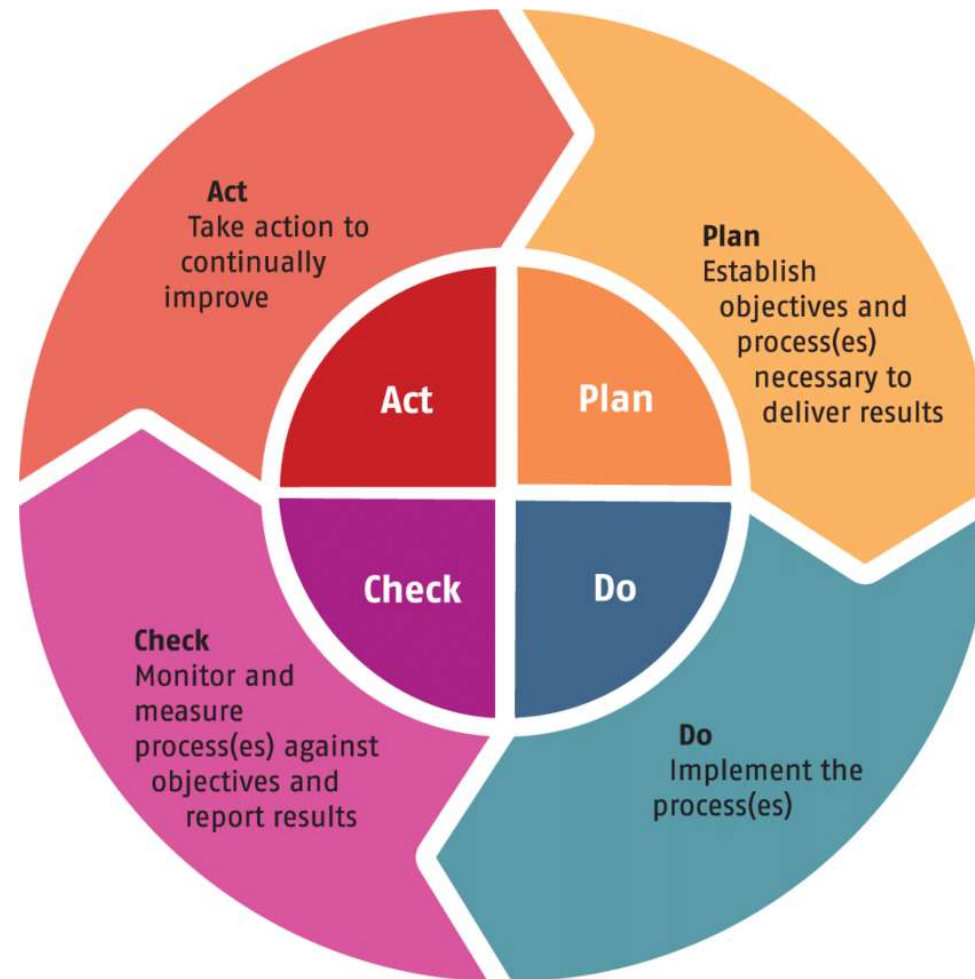 Act
Take action to
continually
improve
Plan
Establish
objectives and
process(es)
necessary to
deliver results
Act
Plan
Check
Do
Check
Monitor and
measure
process(es) against
objectives and
report results
Do
Implement the
process(es)